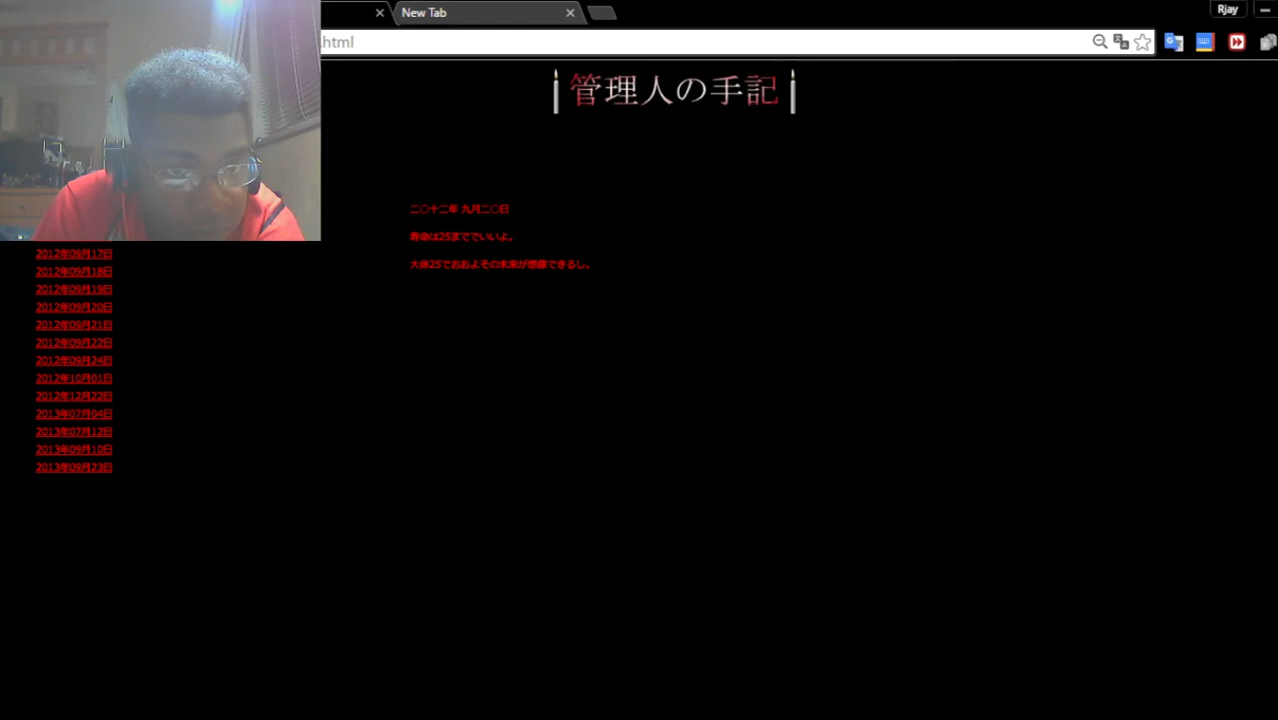 New Tab
Rjay
.html
管理人の手記
二〇十二年 九月二〇日
寿命は25まででいいよ。
大体25でおおよその未来が想像できるし。
2012年09月17日
2012年09月18日
2012年09月19日
2012年09月20日
2012年09月21日
2012年09月22日
2012年09月24日
2012年10月01日
2012年12月22日
2013年07月04日
2013年07月12日
2013年09月10日
2013年09月23日